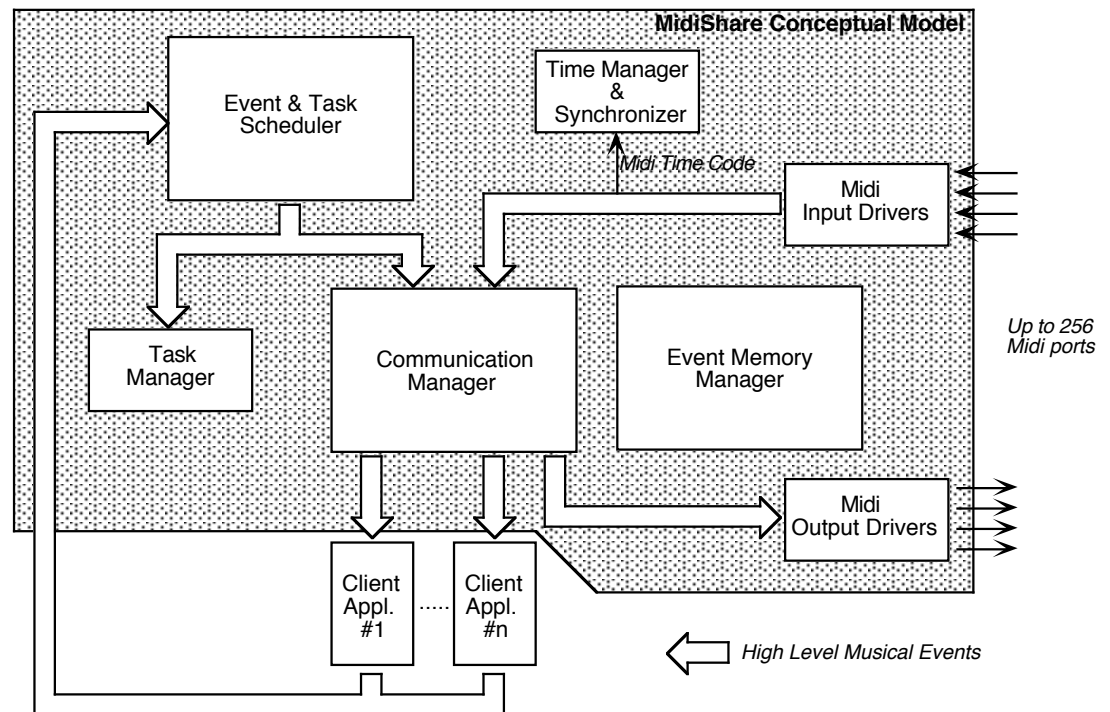 MidiShare Conceptual Model
Event & Task
Scheduler
Time Manager
&
Synchronizer
Midi Time Code
Midi
Input Drivers
Up to 256
Midi ports
Task
Manager
Communication
Manager
Event Memory
Manager
Midi
Output Drivers
Client
Appl.
#1
.....
Client
Appl.
#n
High Level Musical Events